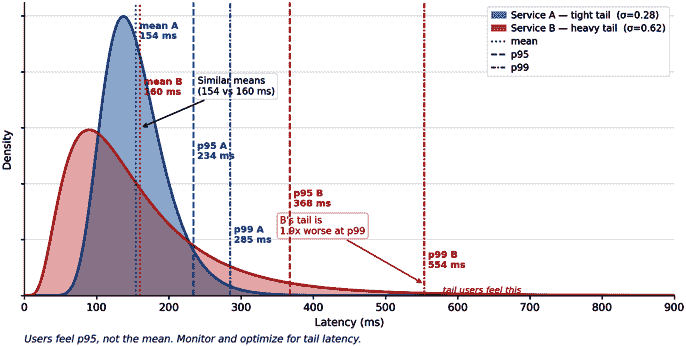 Service A — tight tail (σ=0.28)
Service B — heavy tail (σ=0.62)
mean
p95
p99
mean A
154 ms
mean B
160 ms
Similar means
(154 vs 160 ms)
p95 A
234 ms
p99 A
285 ms
p95 B
368 ms
B's tail is
1.9x worse at p99
p99 B
554 ms
tail users feel this
Density
0
100
200
300
400
500
600
700
800
900
Latency (ms)
Users feel p95, not the mean. Monitor and optimize for tail latency.